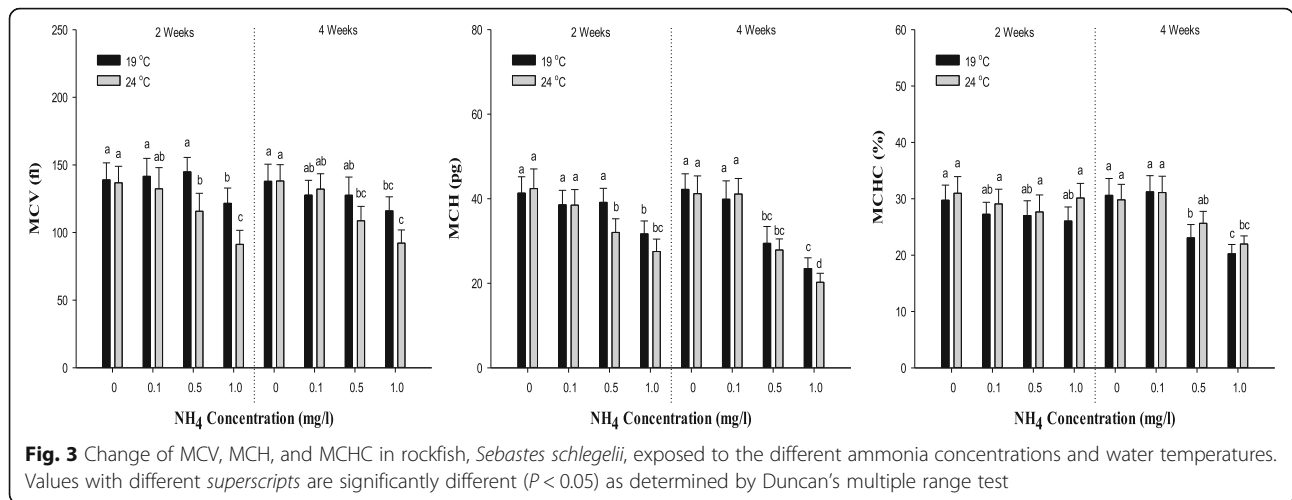 2 Weeks 4 Weeks
19 °C
24 °C
MCV (fl)
250
200
150
100
50
0
a a a ab a b b c a a ab ab ab bc bc c
0 0.1 0.5 1.0 0 0.1 0.5 1.0
NH4 Concentration (mg/l)
2 Weeks 4 Weeks
19 °C
24 °C
MCH (pg)
80
60
40
20
0
a a a a a b b bc a a a a bc bc c d
0 0.1 0.5 1.0 0 0.1 0.5 1.0
NH4 Concentration (mg/l)
2 Weeks 4 Weeks
19 °C
24 °C
MCHC (%)
60
50
40
30
20
10
0
a a ab a ab a ab a a a a a b ab c bc
0 0.1 0.5 1.0 0 0.1 0.5 1.0
NH4 Concentration (mg/l)
Fig. 3 Change of MCV, MCH, and MCHC in rockfish, Sebastes schlegelii, exposed to the different ammonia concentrations and water temperatures.
Values with different superscripts are significantly different (P < 0.05) as determined by Duncan's multiple range test